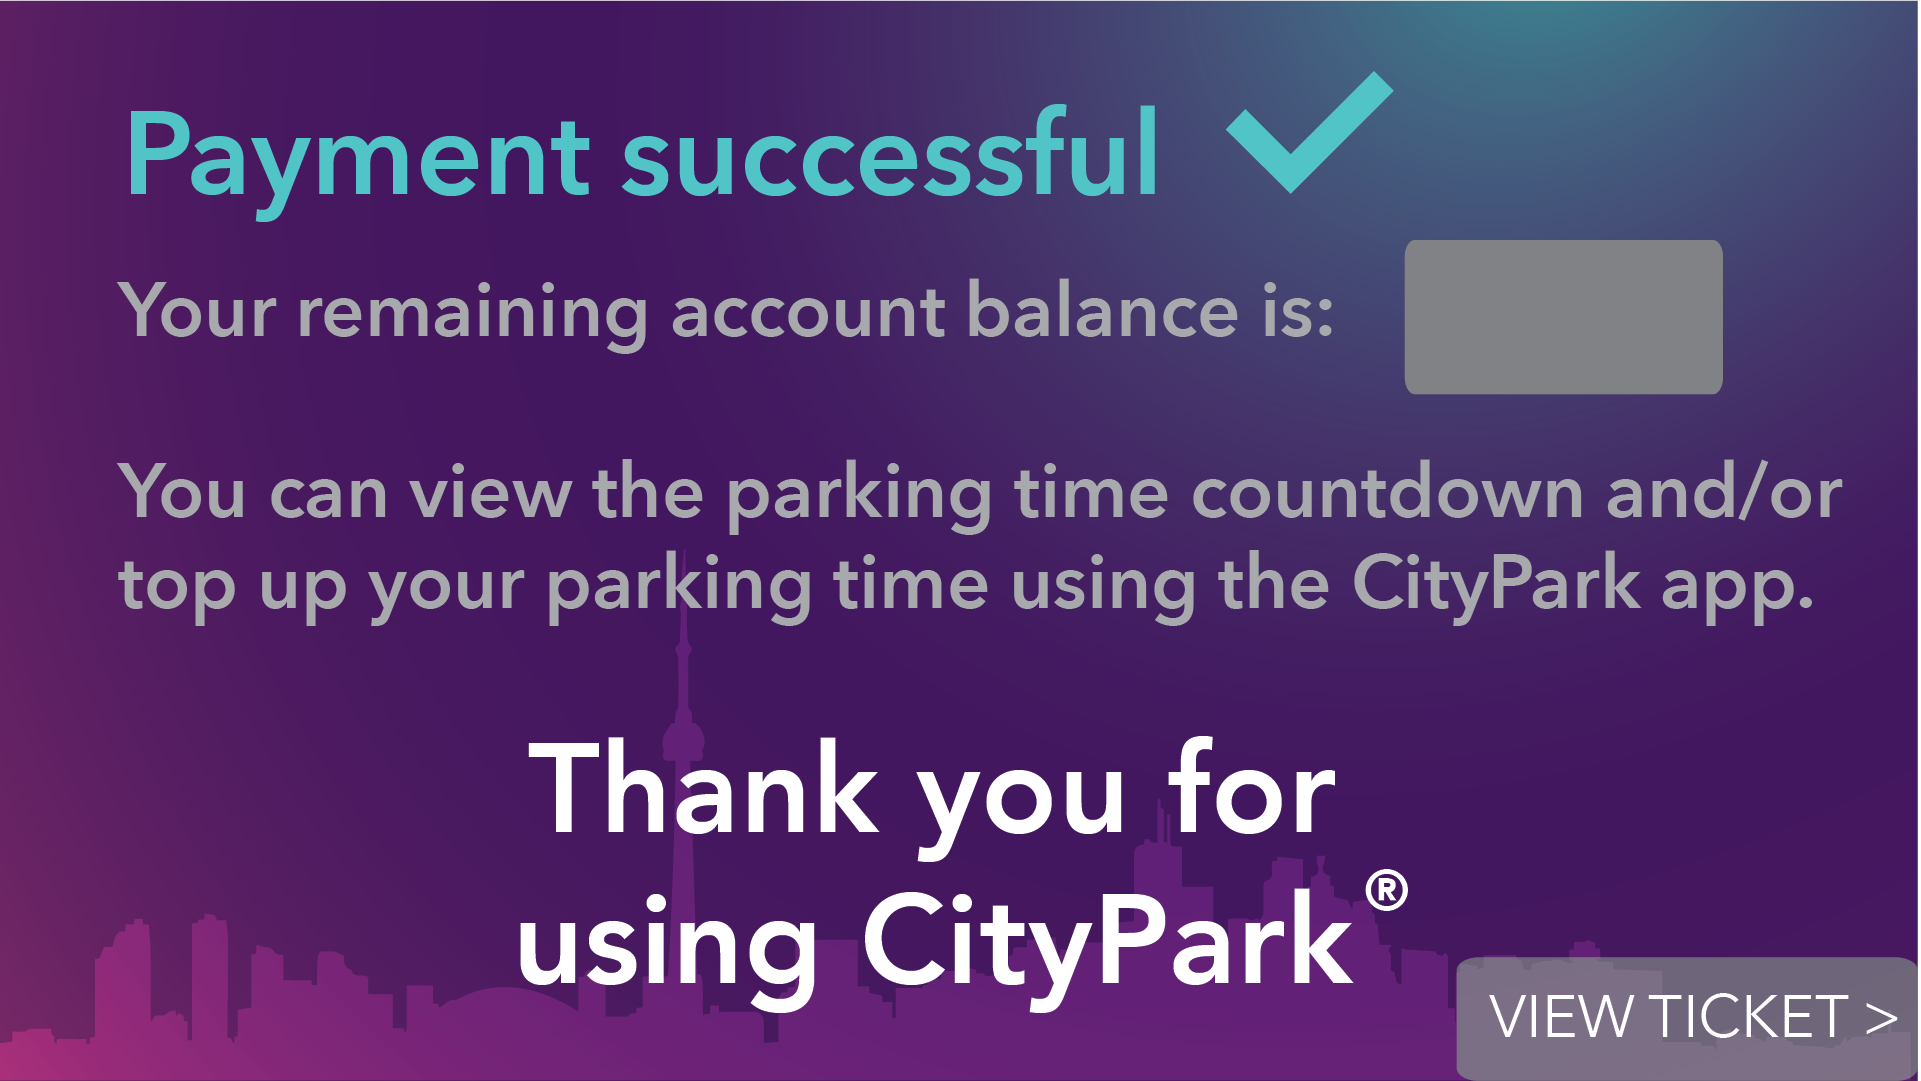 Payment successful
Your remaining account balance is:
You can view the parking time countdown and/or
top up your parking time using the CityPark app.
Thank you for
using CityPark®
VIEW TICKET >